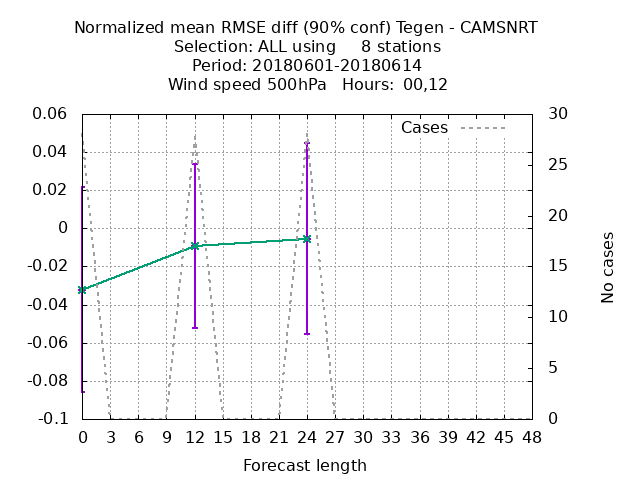 Normalized mean RMSE diff (90% conf) Tegen - CAMSNRT
Selection: ALL using     8 stations
Period: 20180601-20180614
Wind speed 500hPa   Hours:  00,12
Cases
0.06
0.04
0.02
0
-0.02
-0.04
-0.06
-0.08
-0.1
30
25
20
15
10
5
0
No cases
0 3 6 9 12 15 18 21 24 27 30 33 36 39 42 45 48
Forecast length